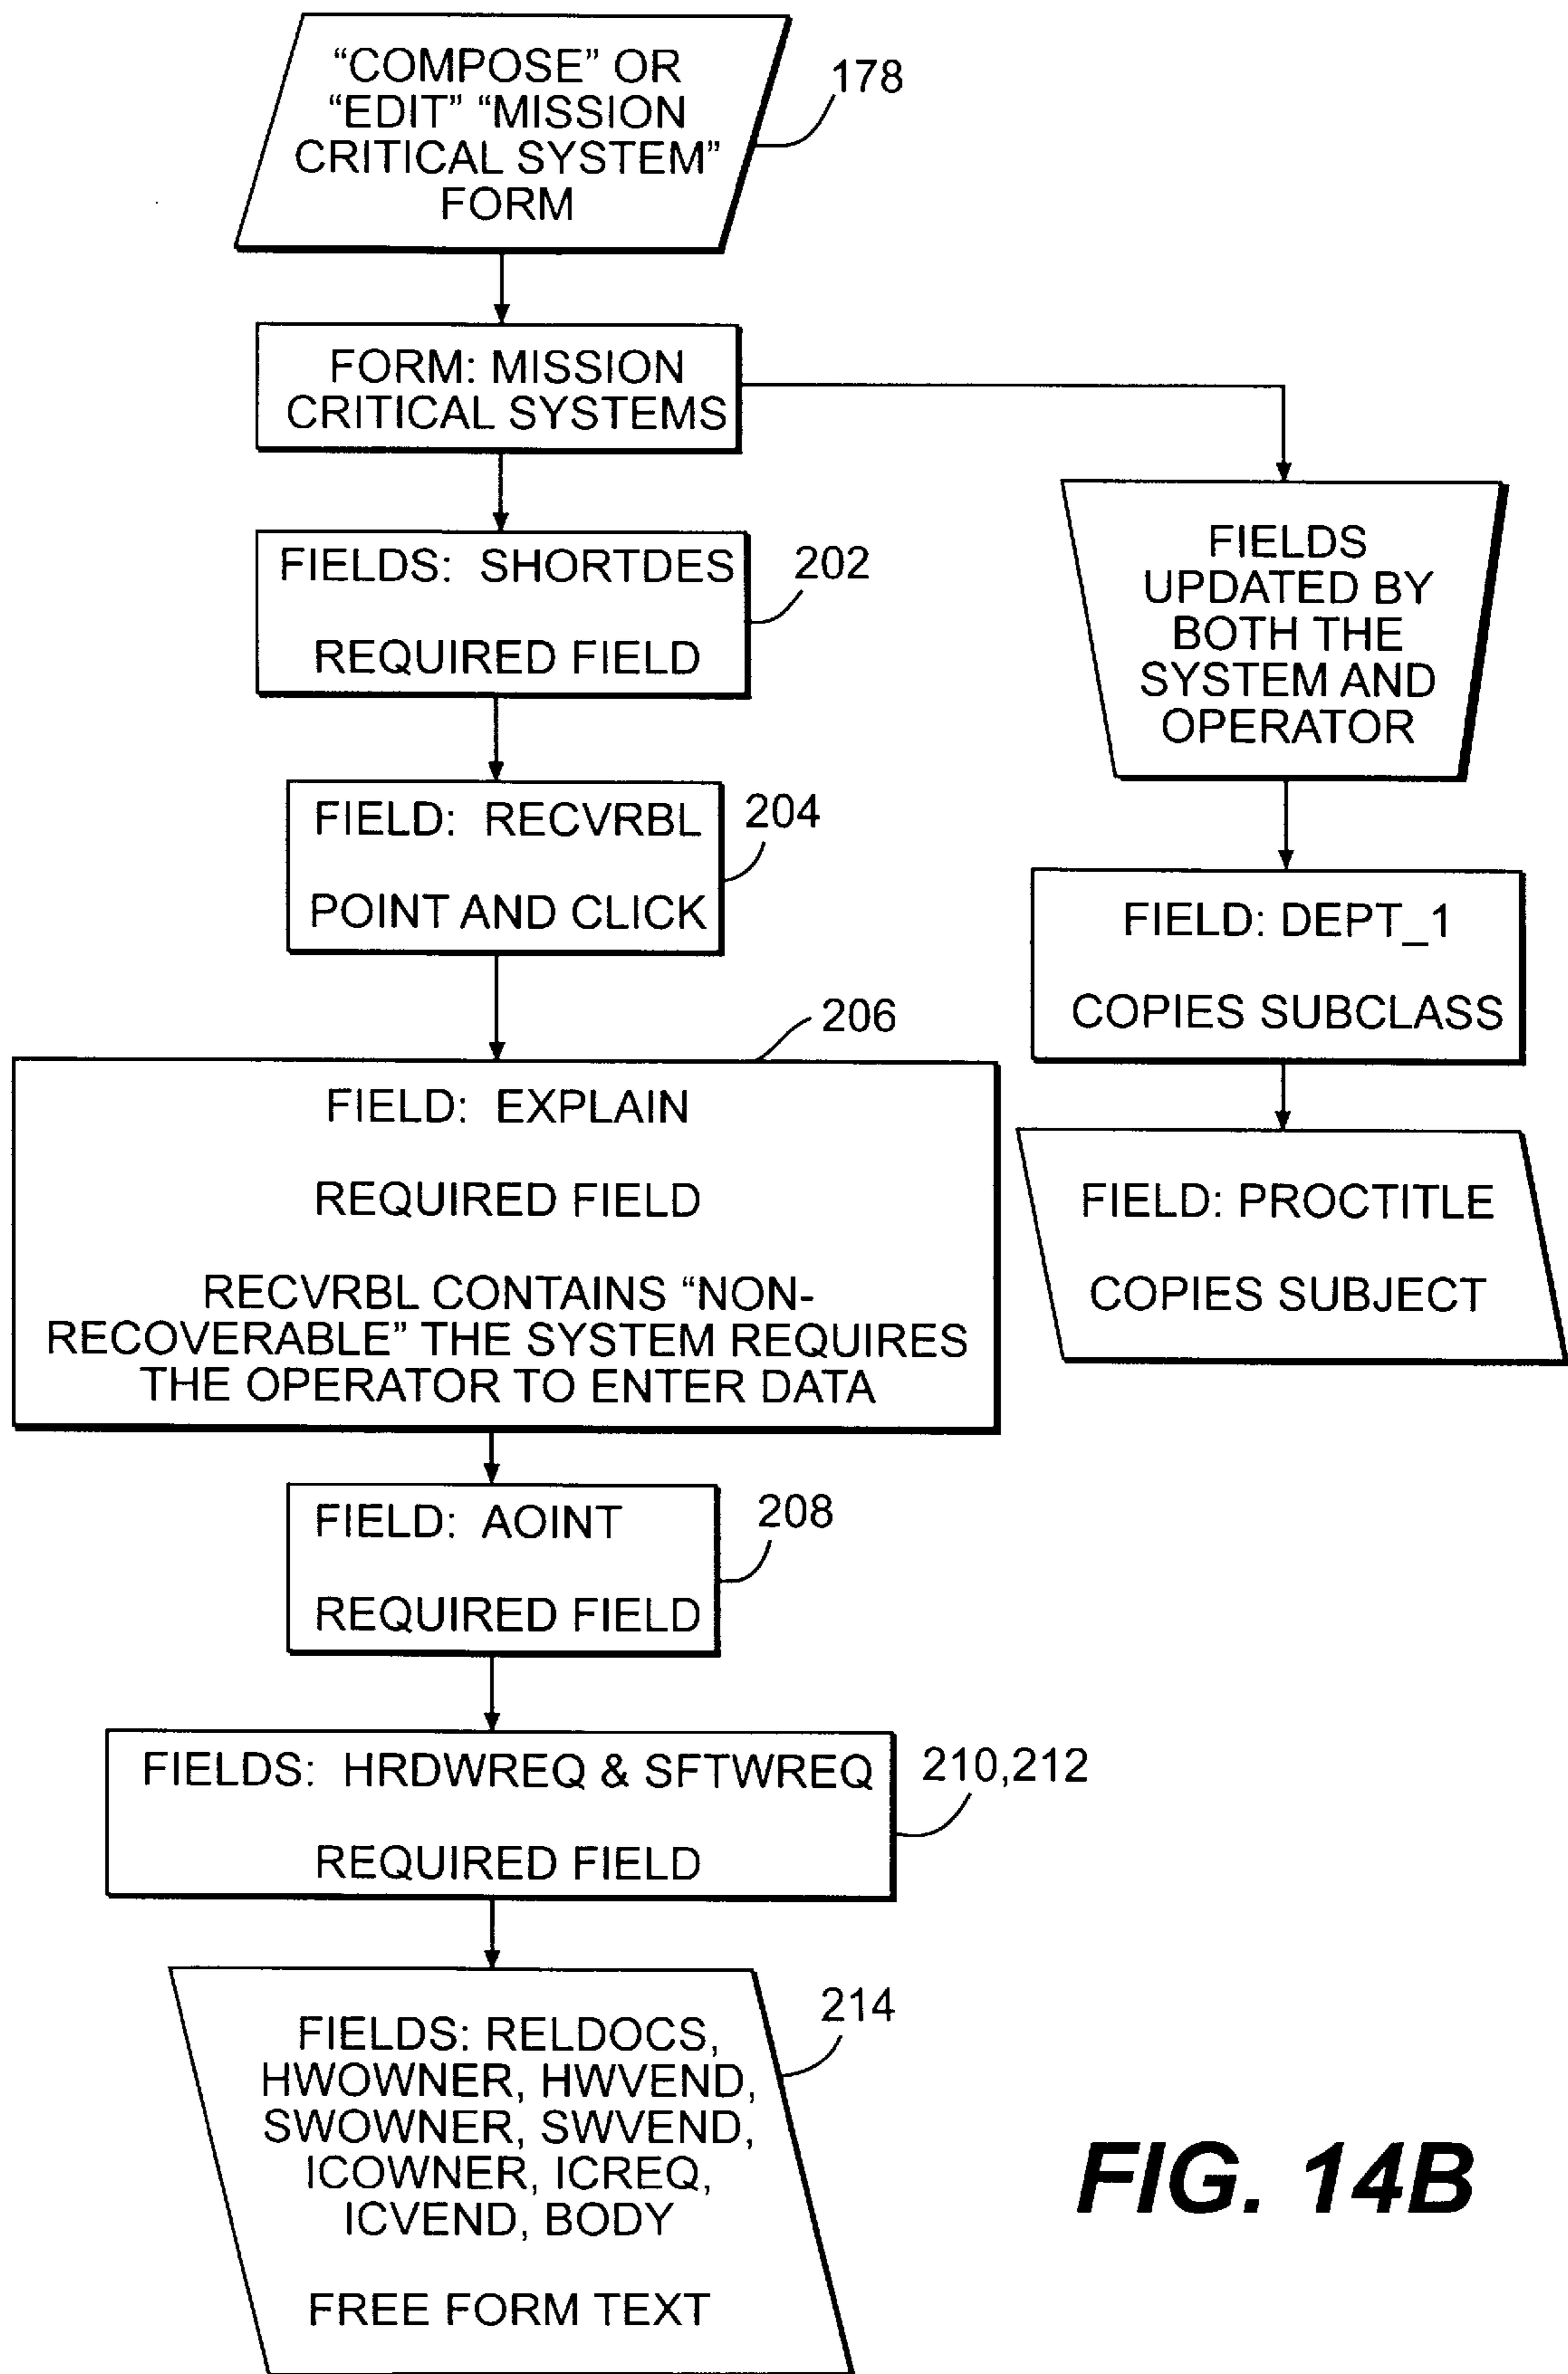 “COMPOSE” OR
“EDIT” “MISSION
CRITICAL SYSTEM”
FORM
178
FORM: MISSION
CRITICAL SYSTEMS
FIELDS: SHORTDES
REQUIRED FIELD
202
FIELD: RECVRBL
POINT AND CLICK
204
206
FIELD: EXPLAIN
REQUIRED FIELD
RECVRBL CONTAINS “NON-
RECOVERABLE” THE SYSTEM REQUIRES
THE OPERATOR TO ENTER DATA
FIELD: AOINT
REQUIRED FIELD
208
FIELDS: HRDWREQ & SFTWREQ
REQUIRED FIELD
210,212
FIELDS: RELDOCS,
HWOWNER, HWVEND,
SWOWNER, SWVEND,
ICOWNER, ICREQ,
ICVEND, BODY
FREE FORM TEXT
214
FIELDS
UPDATED BY
BOTH THE
SYSTEM AND
OPERATOR
FIELD: DEPT_1
COPIES SUBCLASS
FIELD: PROCTITLE
COPIES SUBJECT
FIG. 14B